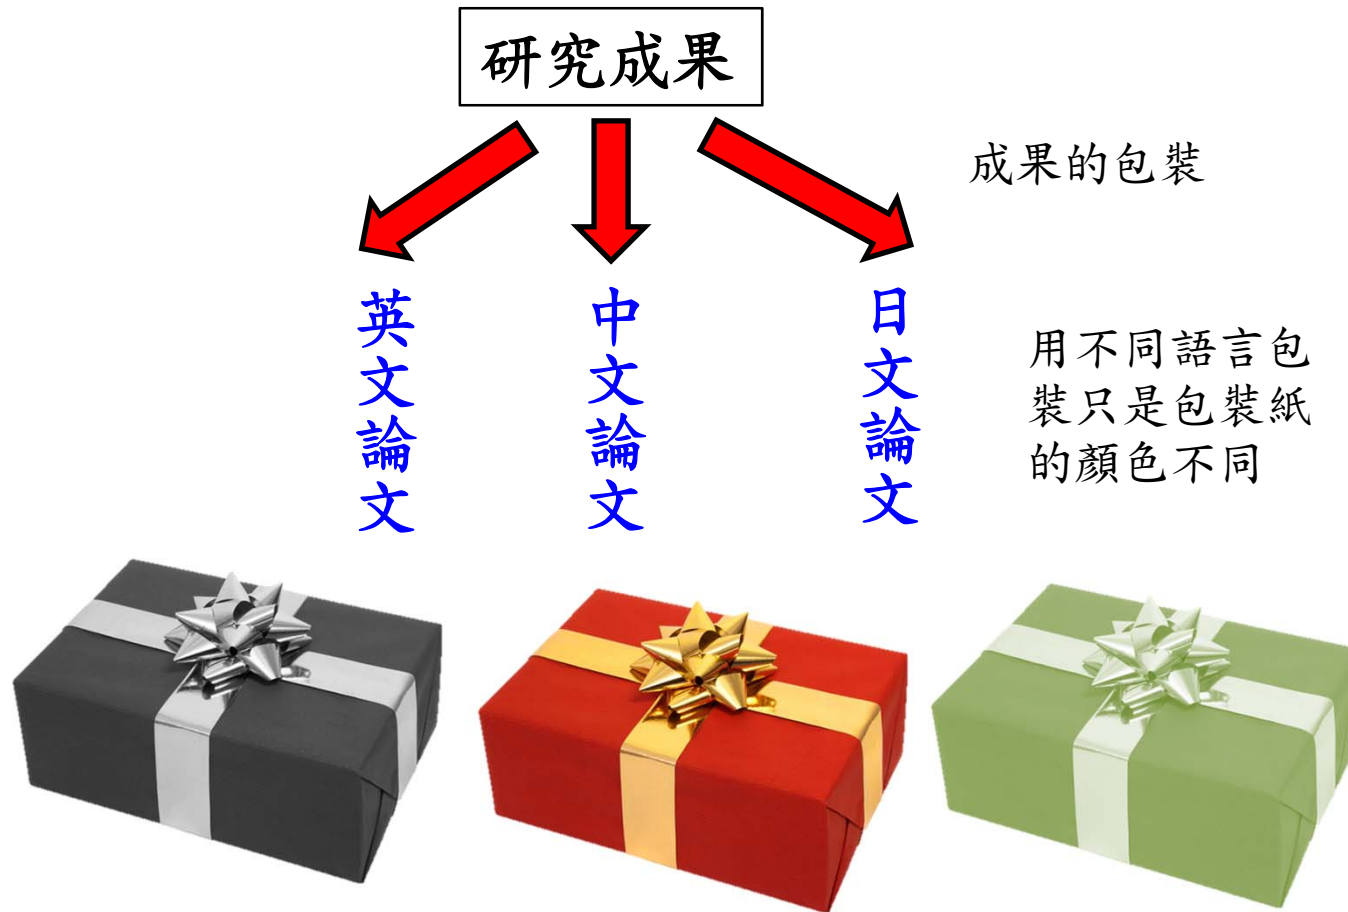 研究成果
成果的包裝
英文論文
中文論文
日文論文
用不同語言包
裝只是包裝紙
的顏色不同